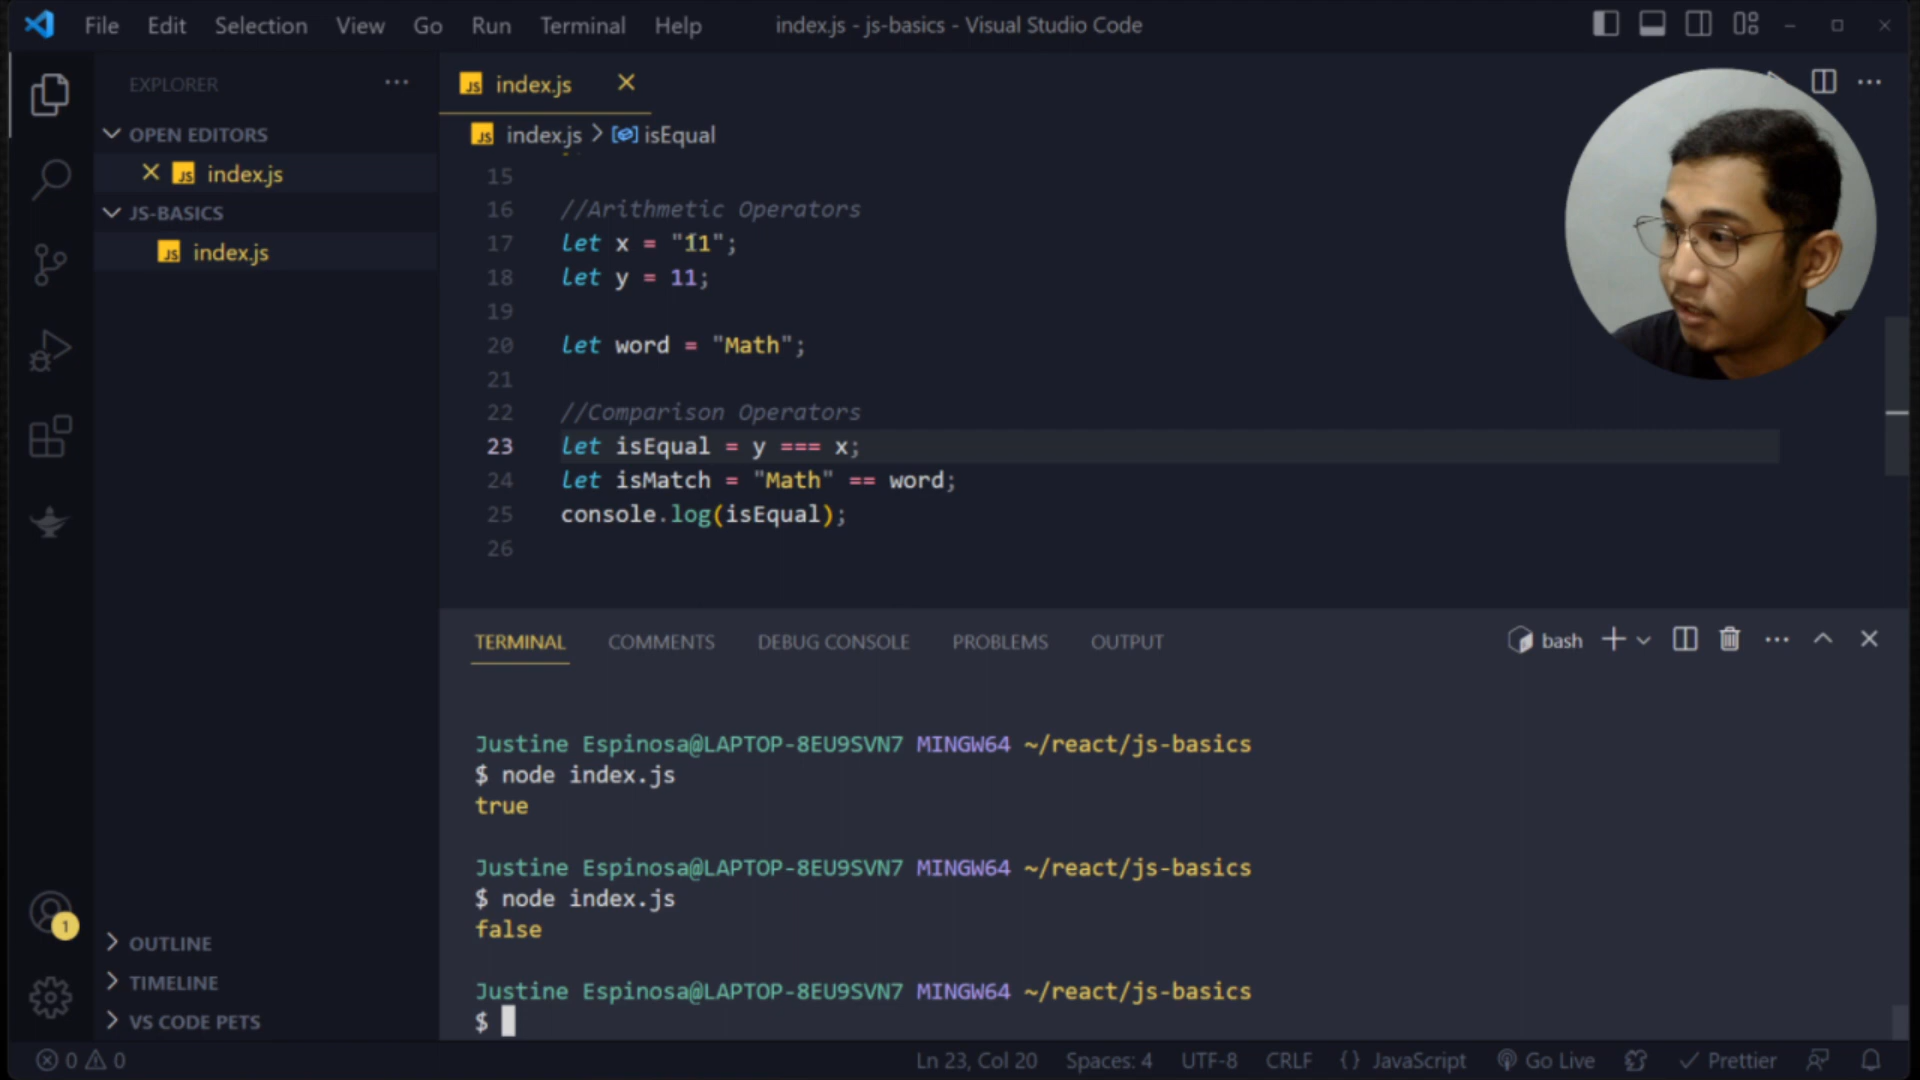 File Edit Selection View Go Run Terminal Help
index.js - js-basics - Visual Studio Code
EXPLORER
OPEN EDITORS
JS index.js
JS-BASICS
JS index.js
OUTLINE
TIMELINE
VS CODE PETS
1
JS index.js
JS index.js > isEqual
15
16 //Arithmetic Operators
17 let x = "11";
18 let y = 11;
19
20 let word = "Math";
21
22 //Comparison Operators
23 let isEqual = y === x;
24 let isMatch = "Math" == word;
25 console.log(isEqual);
26
TERMINAL COMMENTS DEBUG CONSOLE PROBLEMS OUTPUT
bash
Justine Espinosa@LAPTOP-8EU9SVN7 MINGW64 ~/react/js-basics
$ node index.js
true
Justine Espinosa@LAPTOP-8EU9SVN7 MINGW64 ~/react/js-basics
$ node index.js
false
Justine Espinosa@LAPTOP-8EU9SVN7 MINGW64 ~/react/js-basics
$
0 0 Ln 23, Col 20 Spaces: 4 UTF-8 CRLF {} JavaScript Go Live Prettier